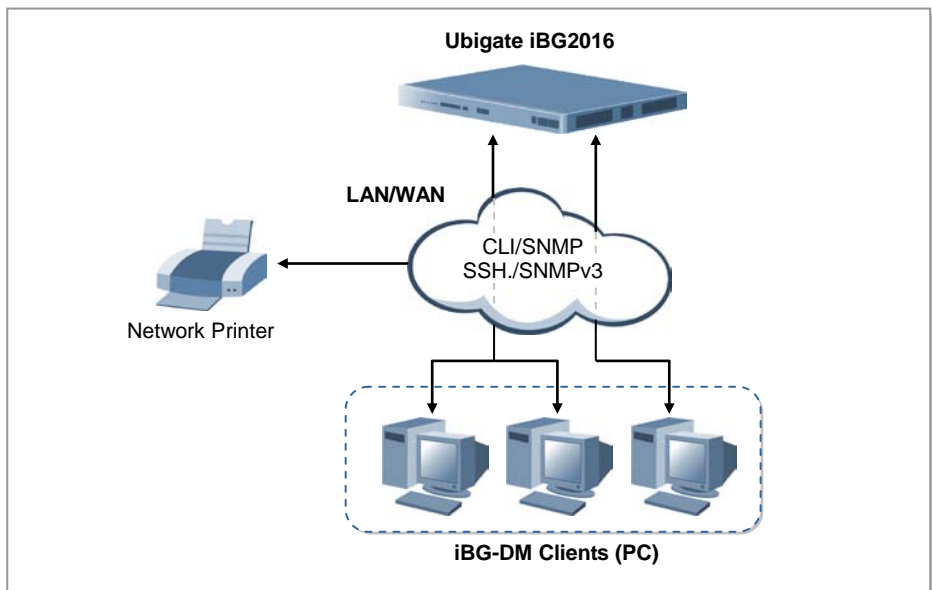 Ubigate iBG2016
LAN/WAN
CLI/SNMP
SSH./SNMPv3
Network Printer
iBG-DM Clients (PC)